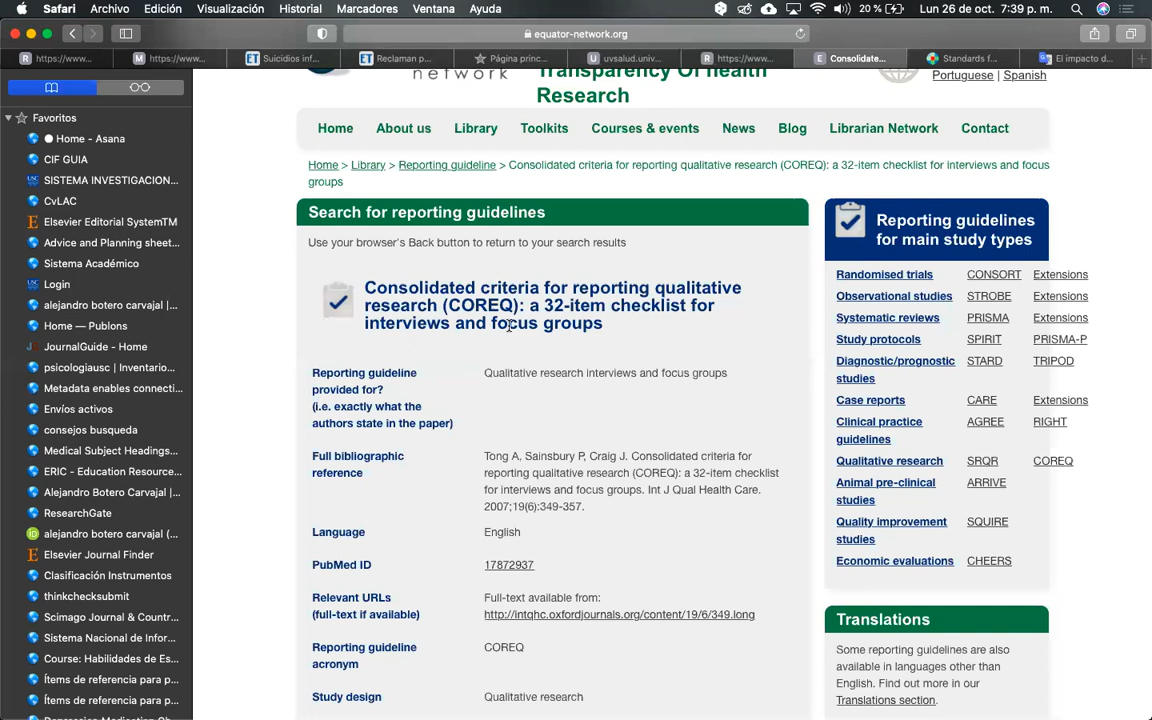 Safari Archivo Edición Visualización Historial Marcadores Ventana Ayuda 20 % Lun 26 de oct. 7:39 p. m.
equator-network.org
https://www... https://www... Suicidios inf... Reclaman p... Página princ... uvsalud.univ... https://www... Consolidate... Standards f... El impacto d...
Favoritos
Home - Asana
CIF GUIA
SISTEMA INVESTIGACION...
CvLAC
Elsevier Editorial SystemTM
Advice and Planning sheet...
Sistema Académico
Login
alejandro botero carvajal |...
Home — Publons
JournalGuide - Home
psicologiausc | Inventario...
Metadata enables connecti...
Envíos activos
consejos busqueda
Medical Subject Headings...
ERIC - Education Resource...
Alejandro Botero Carvajal |...
ResearchGate
alejandro botero carvajal (...
Elsevier Journal Finder
Clasificación Instrumentos
thinkchecksubmit
Scimago Journal & Countr...
Sistema Nacional de Infor...
Course: Habilidades de Es...
Ítems de referencia para p...
Ítems de referencia para p...
network
Transparency Of Health
Research
Portuguese | Spanish
Home About us Library Toolkits Courses & events News Blog Librarian Network Contact
Home > Library > Reporting guideline > Consolidated criteria for reporting qualitative research (COREQ): a 32-item checklist for interviews and focus
groups
Search for reporting guidelines
Use your browser's Back button to return to your search results
Consolidated criteria for reporting qualitative
research (COREQ): a 32-item checklist for
interviews and focus groups
Reporting guideline
provided for?
(i.e. exactly what the
authors state in the paper)
Qualitative research interviews and focus groups
Full bibliographic
reference
Tong A, Sainsbury P, Craig J. Consolidated criteria for
reporting qualitative research (COREQ): a 32-item checklist
for interviews and focus groups. Int J Qual Health Care.
2007;19(6):349-357.
Language
English
PubMed ID
17872937
Relevant URLs
(full-text if available)
Full-text available from:
http://intqhc.oxfordjournals.org/content/19/6/349.long
Reporting guideline
acronym
COREQ
Study design
Qualitative research
Reporting guidelines
for main study types
Randomised trials CONSORT Extensions
Observational studies STROBE Extensions
Systematic reviews PRISMA Extensions
Study protocols SPIRIT PRISMA-P
Diagnostic/prognostic
studies
STARD TRIPOD
Case reports CARE Extensions
Clinical practice
guidelines
AGREE RIGHT
Qualitative research SRQR COREQ
Animal pre-clinical
studies
ARRIVE
Quality improvement
studies
SQUIRE
Economic evaluations CHEERS
Translations
Some reporting guidelines are also
available in languages other than
English. Find out more in our
Translations section.